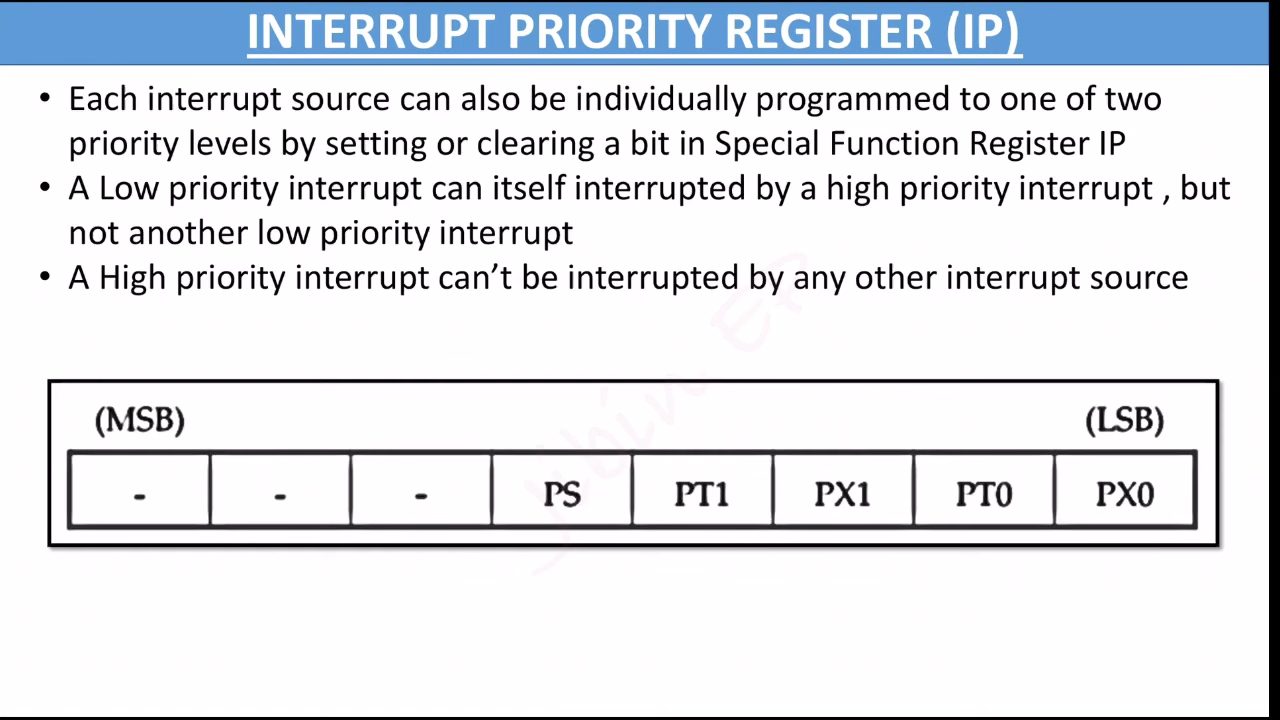 INTERRUPT PRIORITY REGISTER (IP)
• Each interrupt source can also be individually programmed to one of two
priority levels by setting or clearing a bit in Special Function Register IP
• A Low priority interrupt can itself interrupted by a high priority interrupt , but
not another low priority interrupt
• A High priority interrupt can’t be interrupted by any other interrupt source
(MSB) (LSB)
- - - PS PT1 PX1 PT0 PX0